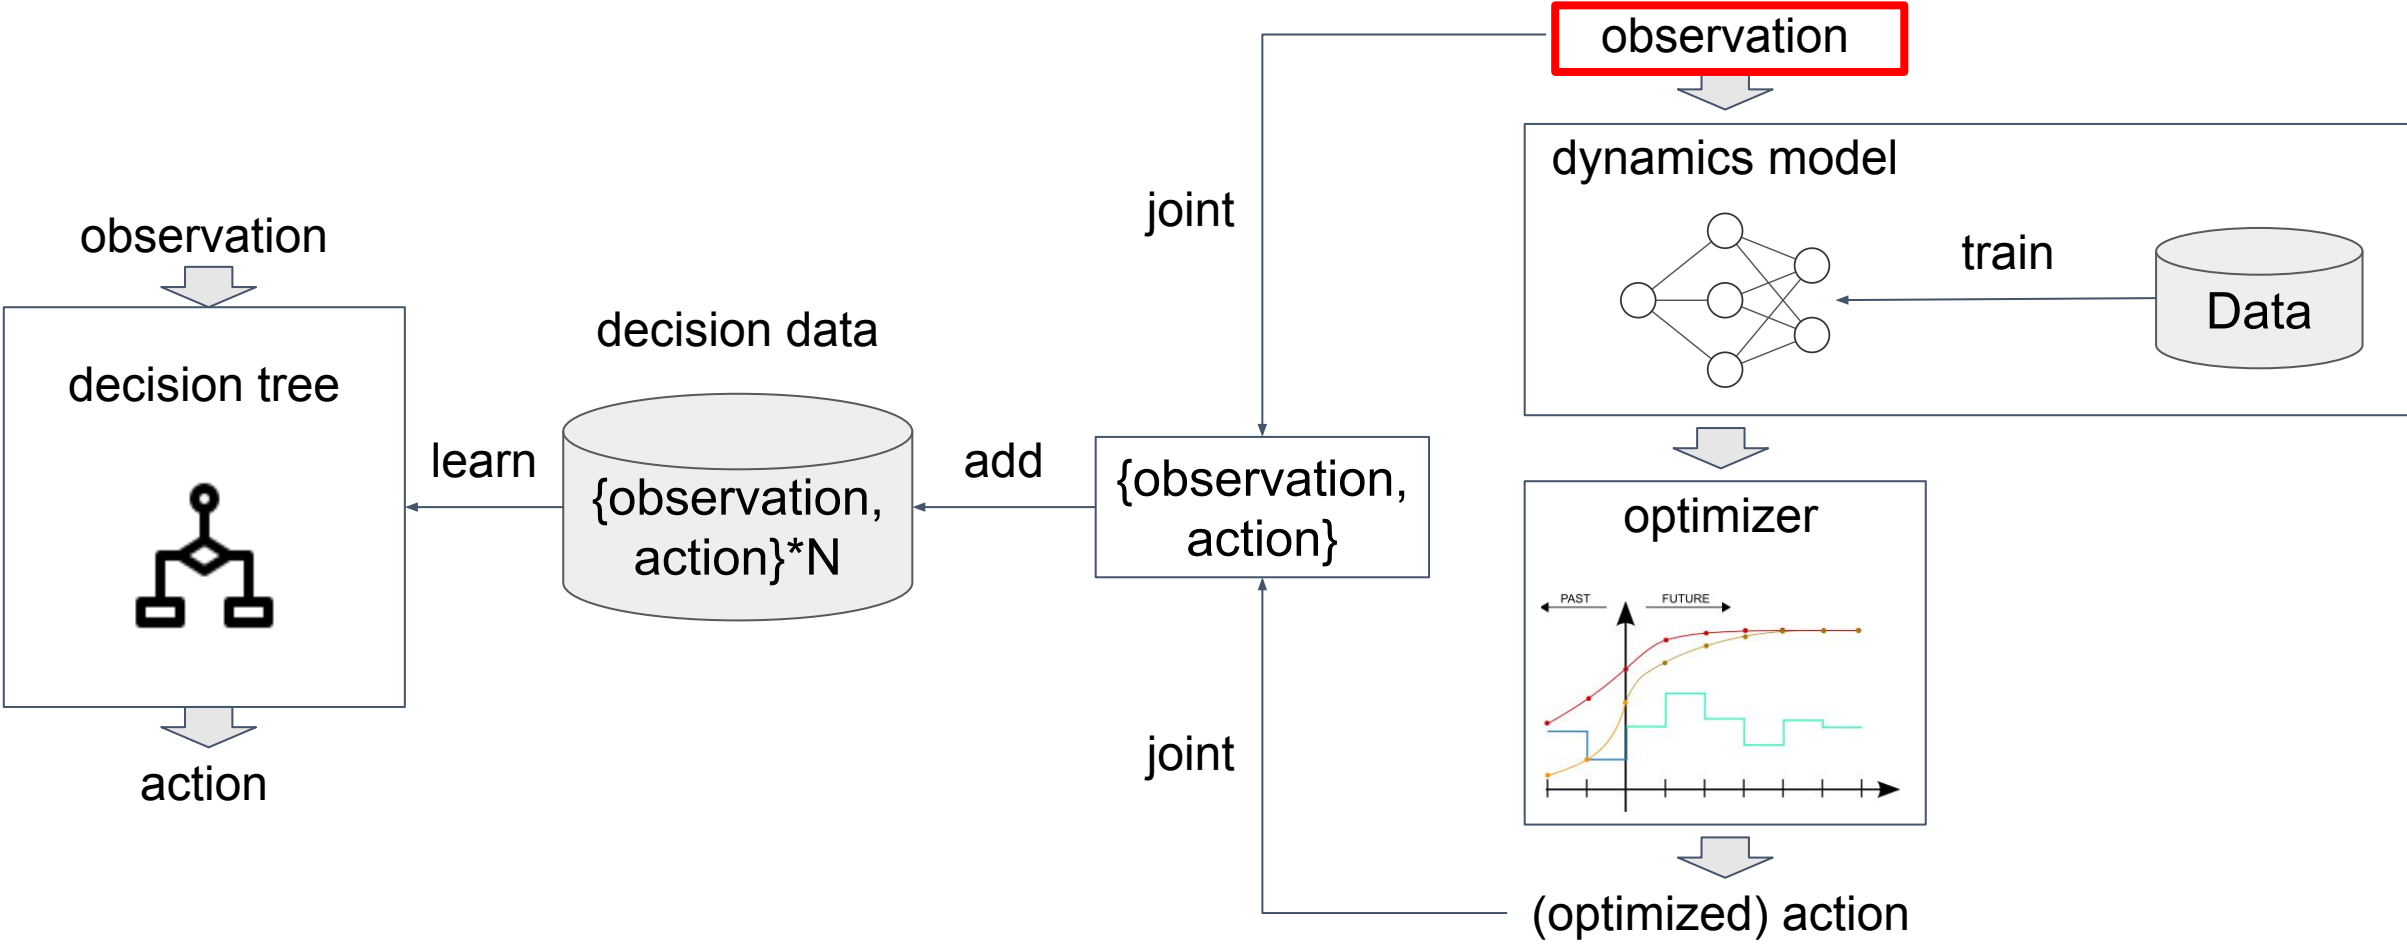 observation
dynamics model
joint
train
Data
observation
decision data
decision tree
learn
{observation,
action}*N
add
{observation,
action}
optimizer
PAST
FUTURE
joint
action
(optimized) action